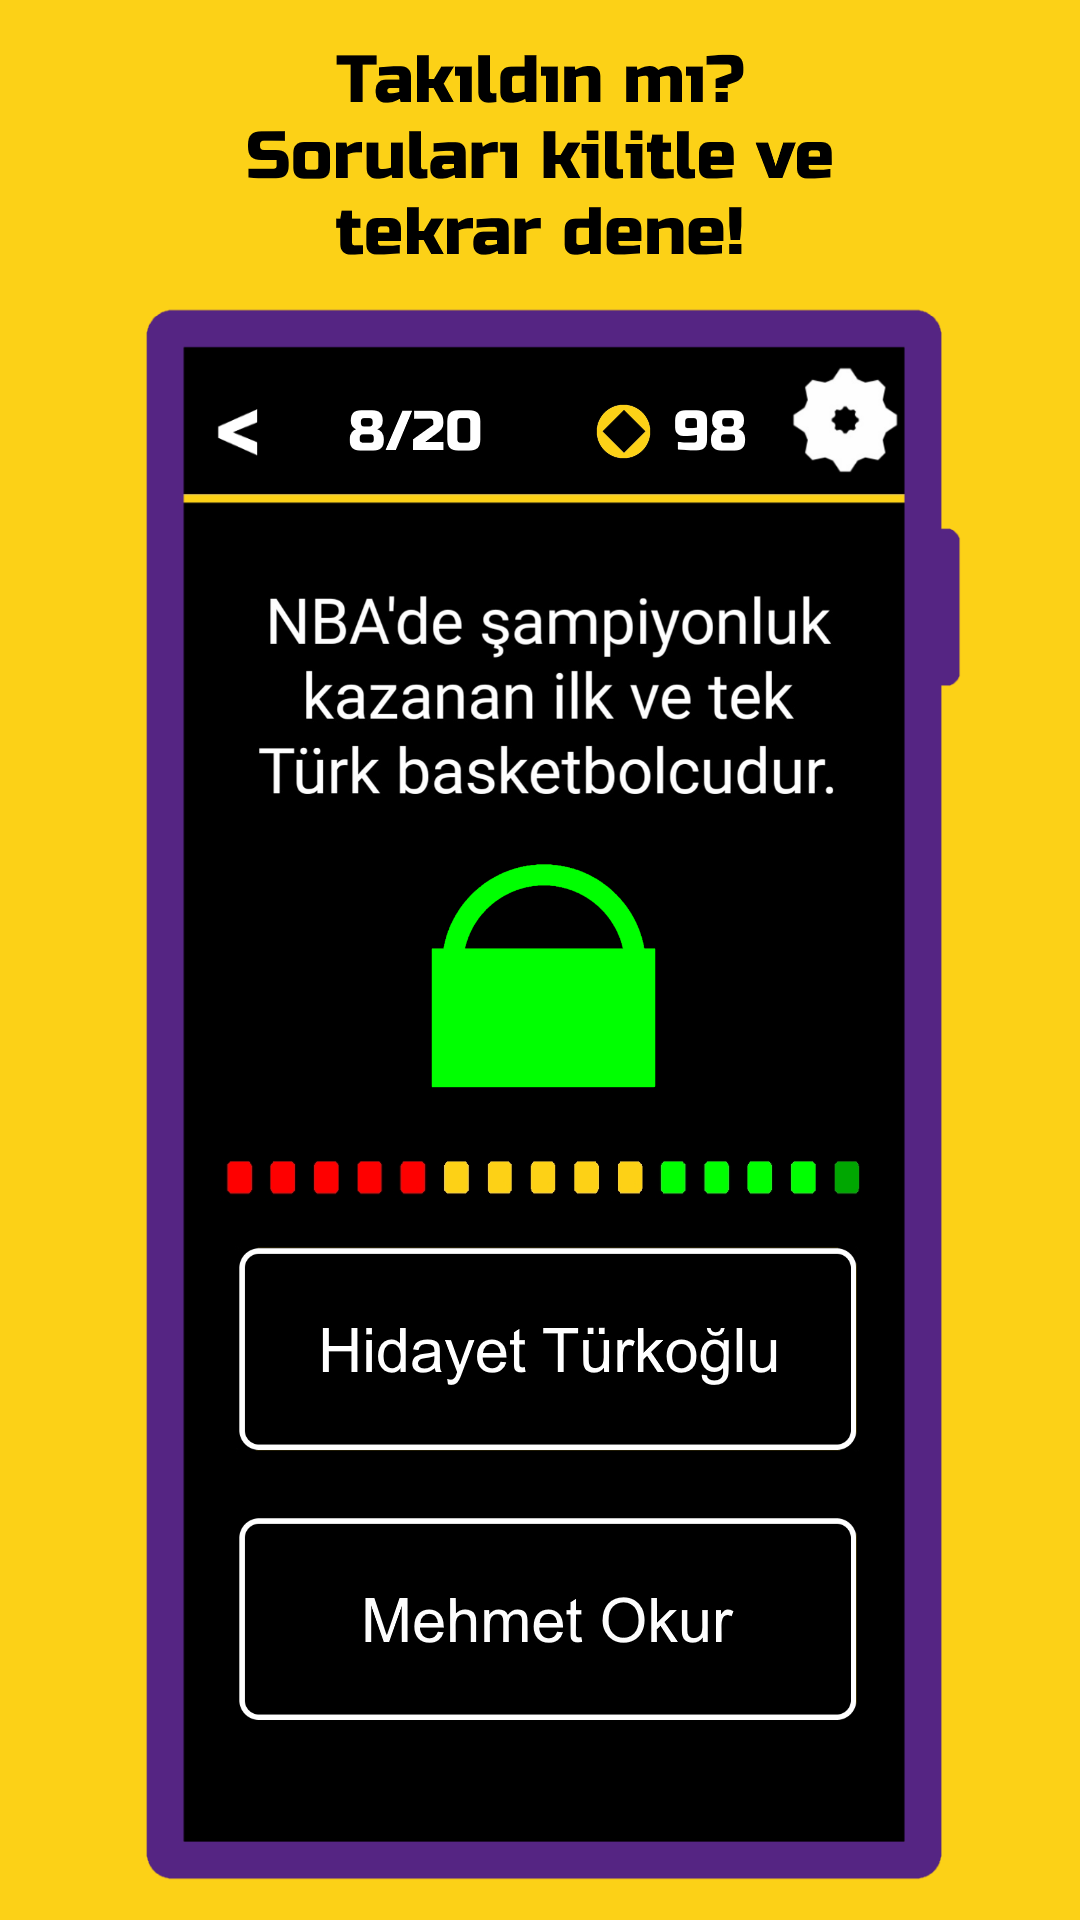 Takıldın mı?
Soruları kilitle ve
tekrar dene!
< 8/20 98
NBA'de şampiyonluk
kazanan ilk ve tek
Türk basketbolcudur.
Hidayet Türkoğlu
Mehmet Okur